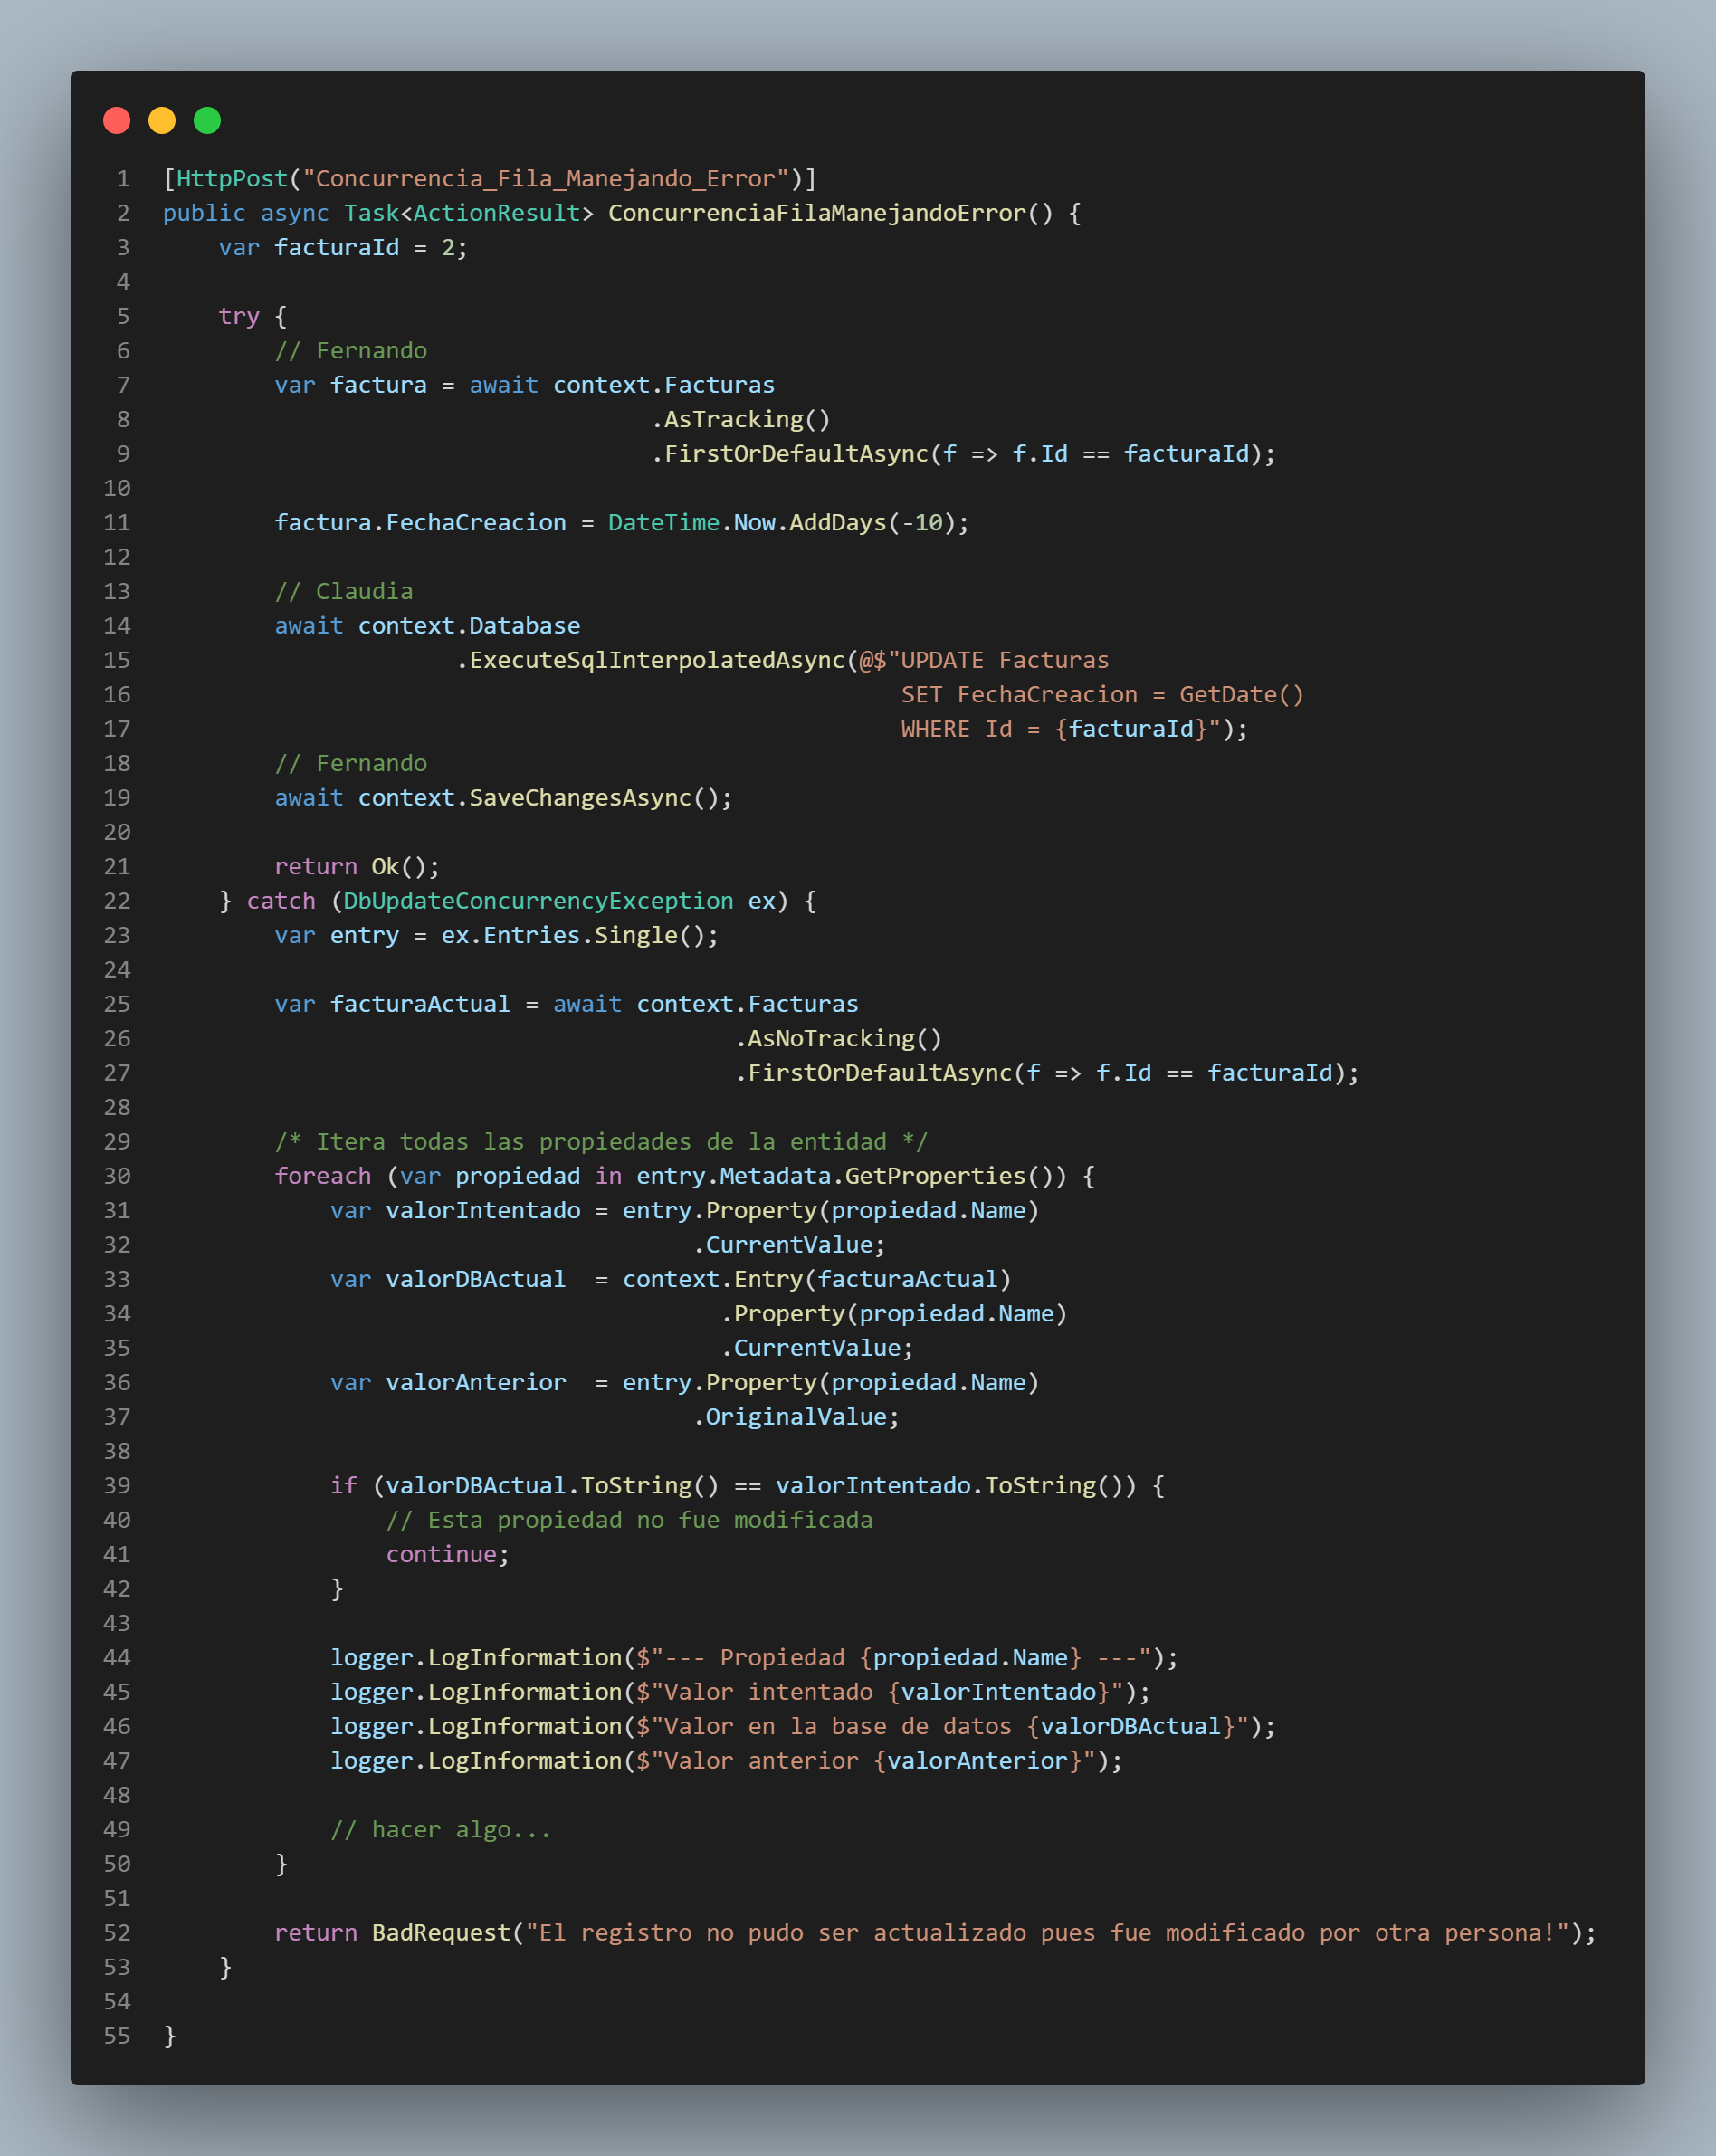 1 [HttpPost("Concurrencia_Fila_Manejando_Error")]
2 public async Task<ActionResult> ConcurrenciaFilaManejandoError() {
3     var facturaId = 2;
4
5     try {
6         // Fernando
7         var factura = await context.Facturas
8                                    .AsTracking()
9                                    .FirstOrDefaultAsync(f => f.Id == facturaId);
10
11         factura.FechaCreacion = DateTime.Now.AddDays(-10);
12
13         // Claudia
14         await context.Database
15                      .ExecuteSqlInterpolatedAsync(@$"UPDATE Facturas
16                                                     SET FechaCreacion = GetDate()
17                                                     WHERE Id = {facturaId}");
18         // Fernando
19         await context.SaveChangesAsync();
20
21         return Ok();
22     } catch (DbUpdateConcurrencyException ex) {
23         var entry = ex.Entries.Single();
24
25         var facturaActual = await context.Facturas
26                                          .AsNoTracking()
27                                          .FirstOrDefaultAsync(f => f.Id == facturaId);
28
29         /* Itera todas las propiedades de la entidad */
30         foreach (var propiedad in entry.Metadata.GetProperties()) {
31             var valorIntentado = entry.Property(propiedad.Name)
32                                       .CurrentValue;
33             var valorDBActual  = context.Entry(facturaActual)
34                                         .Property(propiedad.Name)
35                                         .CurrentValue;
36             var valorAnterior  = entry.Property(propiedad.Name)
37                                       .OriginalValue;
38
39             if (valorDBActual.ToString() == valorIntentado.ToString()) {
40                 // Esta propiedad no fue modificada
41                 continue;
42             }
43
44             logger.LogInformation($"--- Propiedad {propiedad.Name} ---");
45             logger.LogInformation($"Valor intentado {valorIntentado}");
46             logger.LogInformation($"Valor en la base de datos {valorDBActual}");
47             logger.LogInformation($"Valor anterior {valorAnterior}");
48
49             // hacer algo...
50         }
51
52         return BadRequest("El registro no pudo ser actualizado pues fue modificado por otra persona!");
53     }
54
55 }